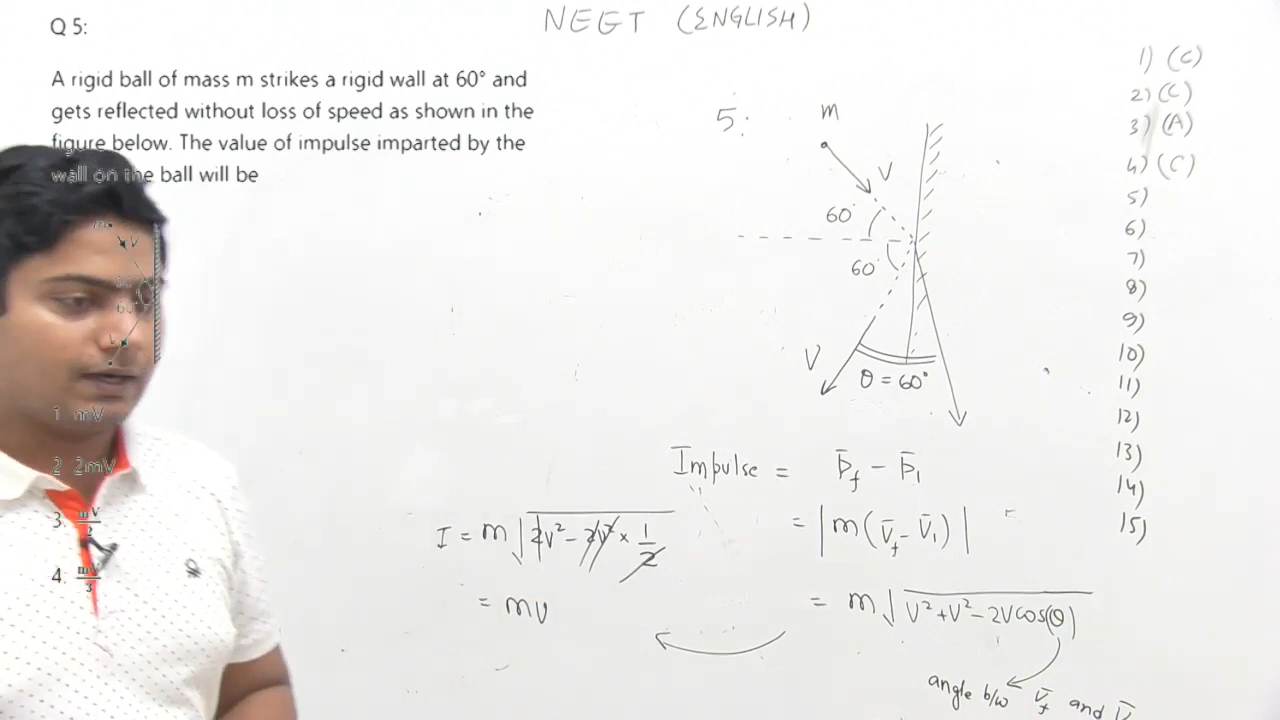 Q 5:
NEET (ENGLISH)
A rigid ball of mass m strikes a rigid wall at 60° and
gets reflected without loss of speed as shown in the
figure below. The value of impulse imparted by the
wall on the ball will be
m
V
60
1 mV
2 2mV
3. mV/2
4. mV/3
5:
m
V
60°
60°
V
θ = 60°
Impulse = p̄f - p̄1
= |m(V̄f - V̄1)|
= m√V²+V²-2Vcos(θ)
angle b/w V̄f and V̄
I = m√2V² - 2V² × 1/2
= mv
1) (C)
2) (C)
3) (A)
4) (C)
5)
6)
7)
8)
9)
10)
11)
12)
13)
14)
15)